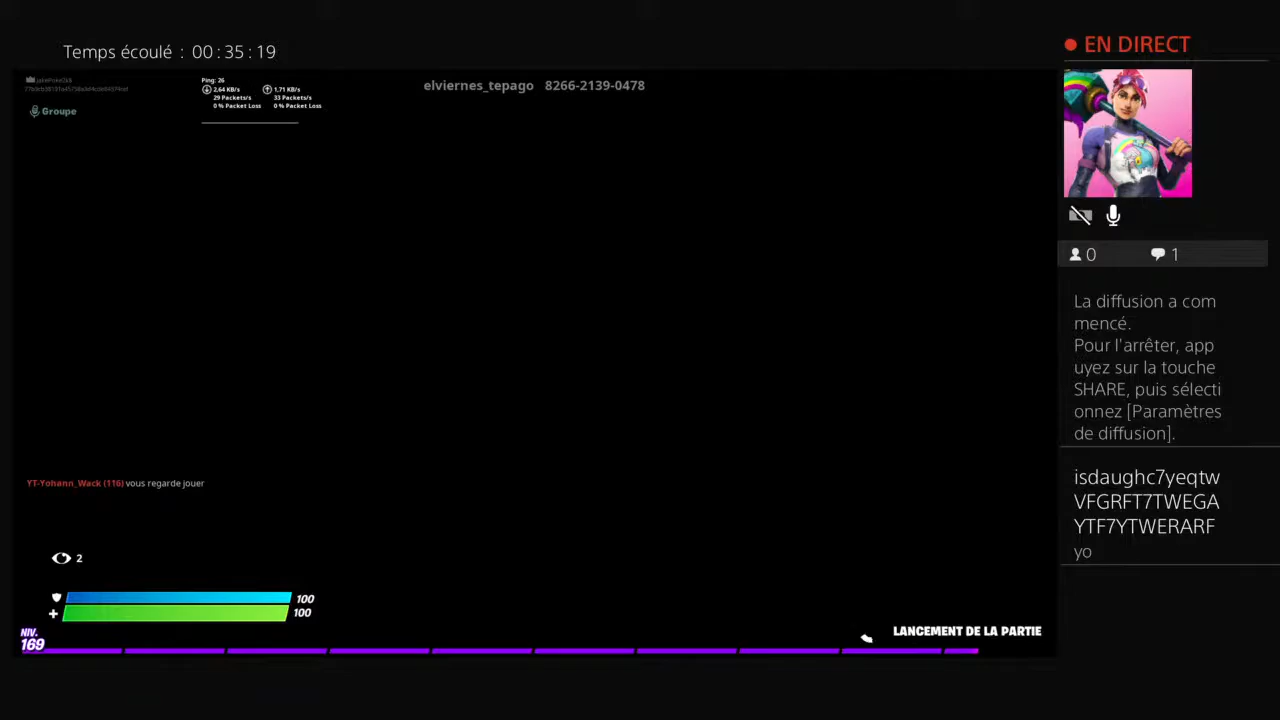 Temps écoulé : 00:35:19
EN DIRECT
Ping: 26
2,64 KB/s 1,71 KB/s
29 Packets/s 33 Packets/s
0 % Packet Loss 0 % Packet Loss
elviernes_tepago 8266-2139-0478
Groupe
0 1
La diffusion a com
mencé.
Pour l'arrêter, app
uyez sur la touche
SHARE, puis sélecti
onnez [Paramètres
de diffusion].
isdaughc7yeqtw
VFGRFT7TWEGA
YTF7YTWERARF
yo
YT-Yohann_Wack (116) vous regarde jouer
2
100
100
NIV.
169
LANCEMENT DE LA PARTIE